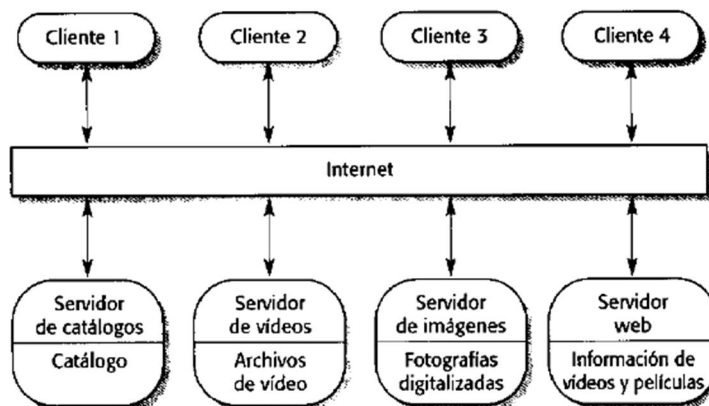 Cliente 1
Cliente 2
Cliente 3
Cliente 4
Internet
Servidor
de catálogos
Catálogo
Servidor
de vídeos
Archivos
de vídeo
Servidor
de imágenes
Fotografías
digitalizadas
Servidor
web
Información de
vídeos y películas